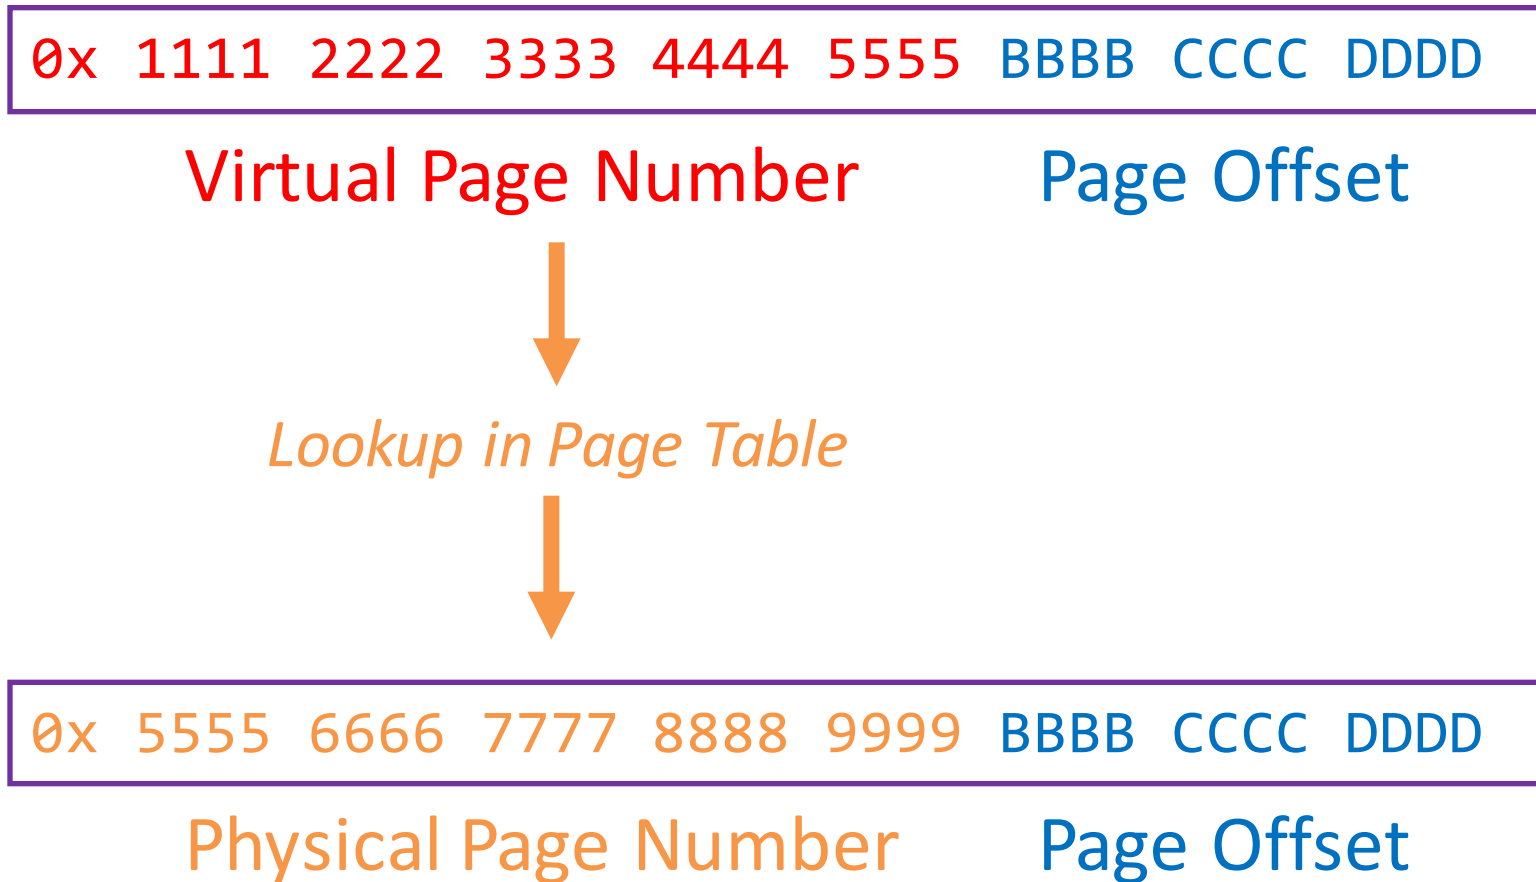 0x 1111 2222 3333 4444 5555 BBBB CCCC DDDD
Virtual Page Number Page Offset
Lookup in Page Table
0x 5555 6666 7777 8888 9999 BBBB CCCC DDDD
Physical Page Number Page Offset